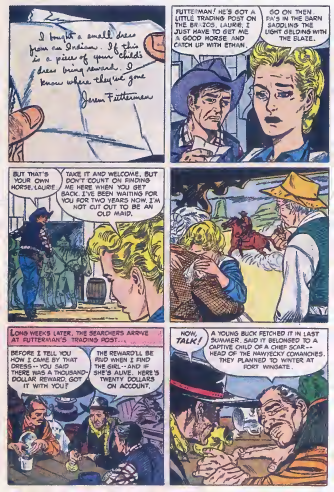 I bought a small dress
from an Indian. If this
is a piece of your child's
dress bring reward. I
know where they've gone
Jerem Futterman
FUTTERMAN! HE'S GOT A
LITTLE TRADING POST ON
THE BRAZOS, LAURIE, I
JUST HAVE TO GET ME
A GOOD HORSE AND
CATCH UP WITH ETHAN.
GO ON THEN.
PA'S IN THE BARN
SADDLING THE
LIGHT GELDING WITH
THE BLAZE.
BUT THAT'S
YOUR OWN
HORSE, LAURIE.
TAKE IT AND WELCOME, BUT
DON'T COUNT ON FINDING
ME HERE WHEN YOU GET
BACK. I'VE BEEN WAITING FOR
YOU FOR TWO YEARS NOW. I'M
NOT CUT OUT TO BE AN
OLD MAID.
LONG WEEKS LATER, THE SEARCHERS ARRIVE
AT FUTTERMAN'S TRADING POST...
BEFORE I TELL YOU
HOW I CAME BY THAT
DRESS--YOU SAID
THERE WAS A THOUSAND-
DOLLAR REWARD. GOT
IT WITH YOU?
THE REWARD'LL BE
PAID WHEN I FIND
THE GIRL--AND IF
SHE'S ALIVE. HERE'S
TWENTY DOLLARS
ON ACCOUNT.
NOW,
TALK!
A YOUNG BUCK FETCHED IT IN LAST
SUMMER. SAID IT BELONGED TO A
CAPTIVE CHILD OF A CHIEF SCAR--
HEAD OF THE NAWYECKY COMANCHES.
THEY PLANNED TO WINTER AT
FORT WINGATE.